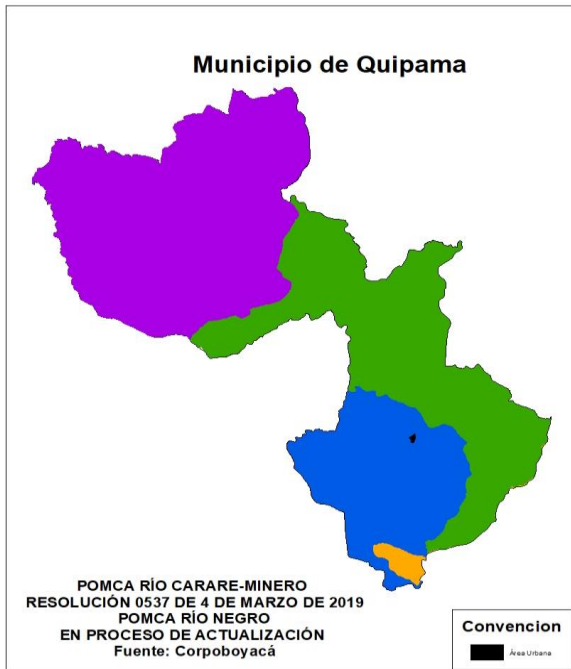 Municipio de Quipama
POMCA RÍO CARARE-MINERO
RESOLUCIÓN 0537 DE 4 DE MARZO DE 2019
POMCA RÍO NEGRO
EN PROCESO DE ACTUALIZACIÓN
Fuente: Corpoboyacá
Convencion
Área Urbana